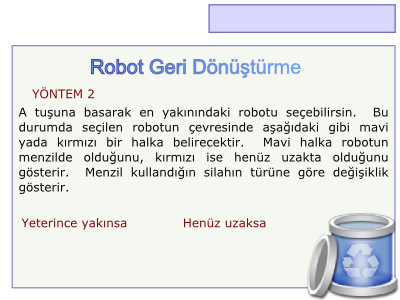 Robot Geri Dönüştürme
YÖNTEM 2
A tuşuna basarak en yakınındaki robotu seçebilirsin. Bu
durumda seçilen robotun çevresinde aşağıdaki gibi mavi
yada kırmızı bir halka belirecektir. Mavi halka robotun
menzilde olduğunu, kırmızı ise henüz uzakta olduğunu
gösterir. Menzil kullandığın silahın türüne göre değişiklik
gösterir.
Yeterince yakınsa Henüz uzaksa